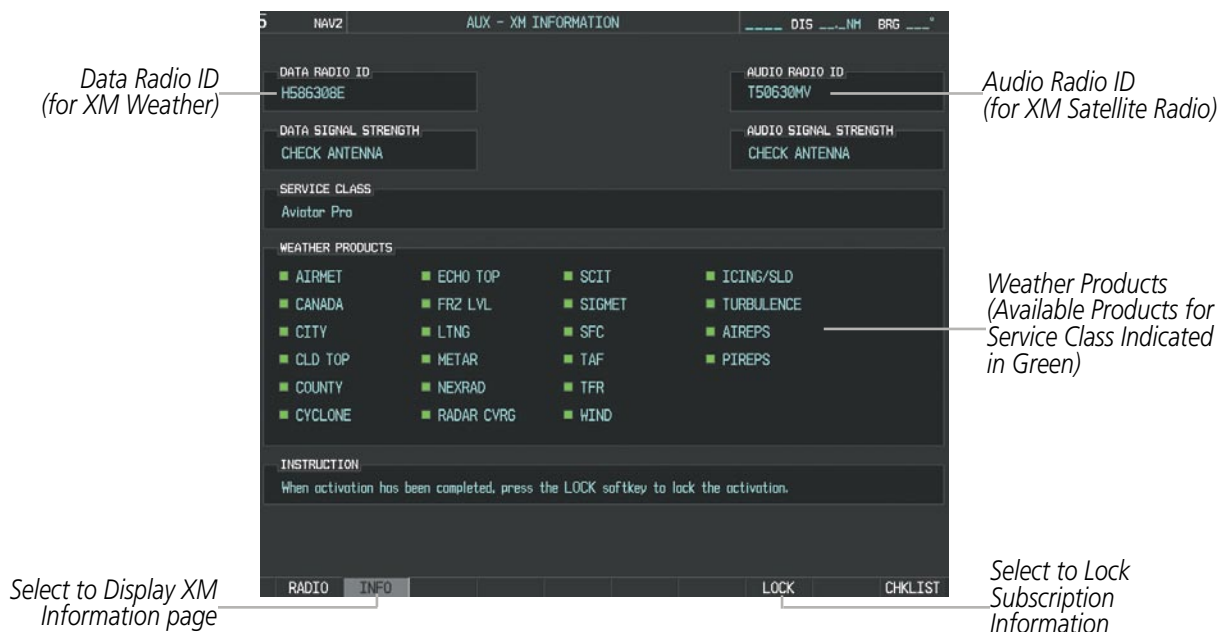 5 NAV2 AUX - XM INFORMATION ____ DIS __._NM BRG ___°
DATA RADIO ID
H586308E
AUDIO RADIO ID
T50630MV
Data Radio ID
(for XM Weather)
Audio Radio ID
(for XM Satellite Radio)
DATA SIGNAL STRENGTH
CHECK ANTENNA
AUDIO SIGNAL STRENGTH
CHECK ANTENNA
SERVICE CLASS
Aviator Pro
WEATHER PRODUCTS
AIRMET ECHO TOP SCIT ICING/SLD
CANADA FRZ LVL SIGMET TURBULENCE
CITY LTNG SFC AIREPS
CLD TOP METAR TAF PIREPS
COUNTY NEXRAD TFR
CYCLONE RADAR CVRG WIND
Weather Products
(Available Products for
Service Class Indicated
in Green)
INSTRUCTION
When activation has been completed, press the LOCK softkey to lock the activation.
RADIO INFO LOCK CHKLIST
Select to Display XM
Information page
Select to Lock
Subscription
Information